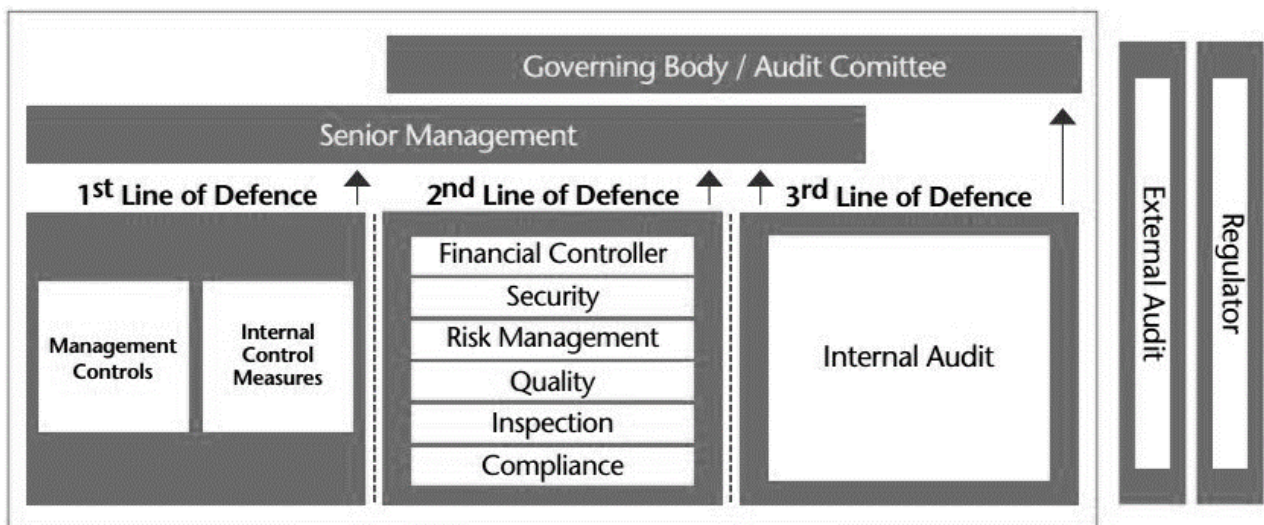 Governing Body / Audit Comittee
Senior Management
1st Line of Defence
2nd Line of Defence
3rd Line of Defence
Management
Controls
Internal
Control
Measures
Financial Controller
Security
Risk Management
Quality
Inspection
Compliance
Internal Audit
External Audit
Regulator